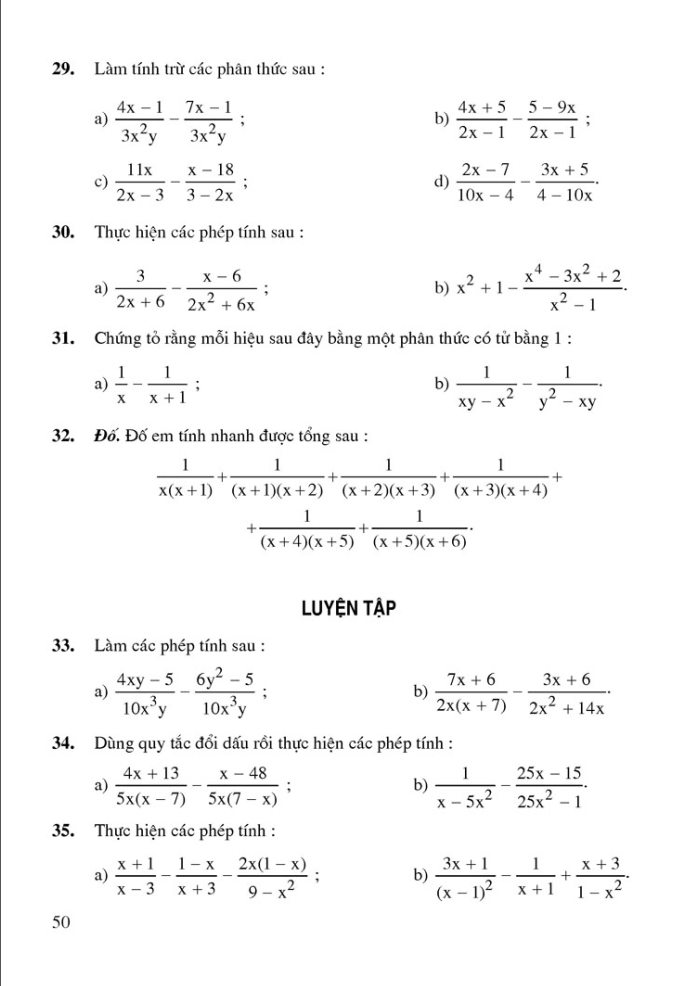 29. Làm tính trừ các phân thức sau :
a) \frac{4x - 1}{3x^2y} - \frac{7x - 1}{3x^2y} ; b) \frac{4x + 5}{2x - 1} - \frac{5 - 9x}{2x - 1} ;
c) \frac{11x}{2x - 3} - \frac{x - 18}{3 - 2x} ; d) \frac{2x - 7}{10x - 4} - \frac{3x + 5}{4 - 10x}.
30. Thực hiện các phép tính sau :
a) \frac{3}{2x + 6} - \frac{x - 6}{2x^2 + 6x} ; b) x^2 + 1 - \frac{x^4 - 3x^2 + 2}{x^2 - 1}.
31. Chứng tỏ rằng mỗi hiệu sau đây bằng một phân thức có tử bằng 1 :
a) \frac{1}{x} - \frac{1}{x + 1} ; b) \frac{1}{xy - x^2} - \frac{1}{y^2 - xy}.
32. Đố. Đố em tính nhanh được tổng sau :
\frac{1}{x(x+1)} + \frac{1}{(x+1)(x+2)} + \frac{1}{(x+2)(x+3)} + \frac{1}{(x+3)(x+4)} +
+ \frac{1}{(x+4)(x+5)} + \frac{1}{(x+5)(x+6)}.
LUYỆN TẬP
33. Làm các phép tính sau :
a) \frac{4xy - 5}{10x^3y} - \frac{6y^2 - 5}{10x^3y} ; b) \frac{7x + 6}{2x(x + 7)} - \frac{3x + 6}{2x^2 + 14x}.
34. Dùng quy tắc đổi dấu rồi thực hiện các phép tính :
a) \frac{4x + 13}{5x(x - 7)} - \frac{x - 48}{5x(7 - x)} ; b) \frac{1}{x - 5x^2} - \frac{25x - 15}{25x^2 - 1}.
35. Thực hiện các phép tính :
a) \frac{x + 1}{x - 3} - \frac{1 - x}{x + 3} - \frac{2x(1 - x)}{9 - x^2} ; b) \frac{3x + 1}{(x - 1)^2} - \frac{1}{x + 1} + \frac{x + 3}{1 - x^2}.
50